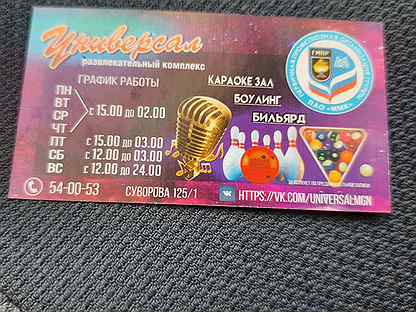 Универсал
РАЗВЛЕКАТЕЛЬНЫЙ КОМПЛЕКС
ГРАФИК РАБОТЫ
ПН
ВТ
СР
ЧТ
С 15.00 ДО 02.00
ПТ С 15.00 ДО 03.00
СБ С 12.00 ДО 03.00
ВС С 12.00 ДО 24.00
КАРАОКЕ ЗАЛ
БОУЛИНГ
БИЛЬЯРД
ГМПР
ПАО «ММК»
54-00-53
СУВОРОВА 125/1
HTTPS://VK.COM/UNIVERSALMGN